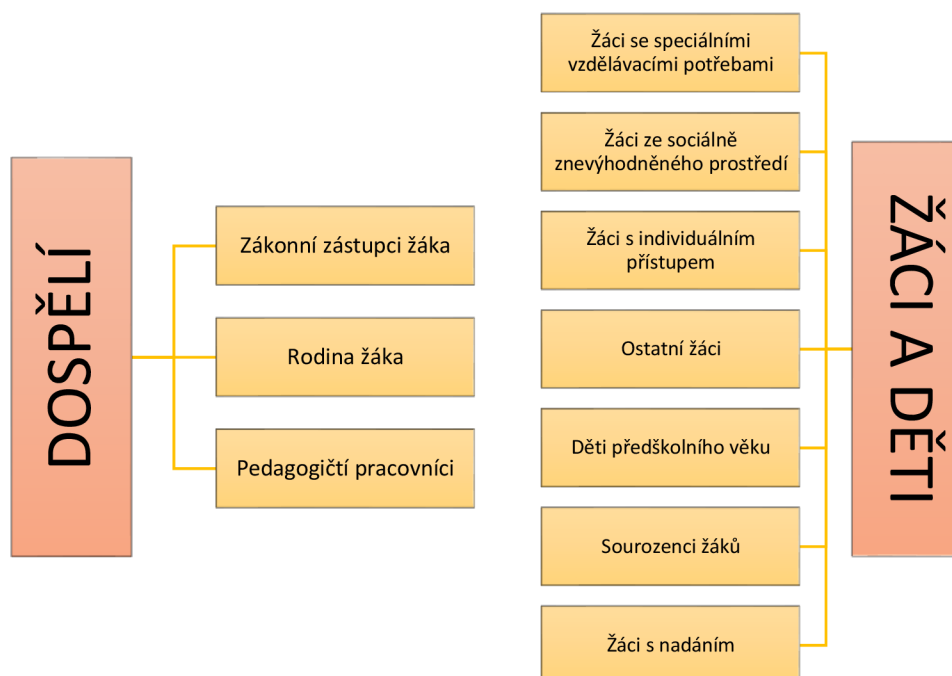 DOSPĚLÍ
Zákonní zástupci žáka
Rodina žáka
Pedagogičtí pracovníci
Žáci se speciálními
vzdělávacími potřebami
Žáci ze sociálně
znevýhodněného prostředí
Žáci s individuálním
přístupem
Ostatní žáci
Děti předškolního věku
Sourozenci žáků
Žáci s nadáním
ŽÁCI A DĚTI